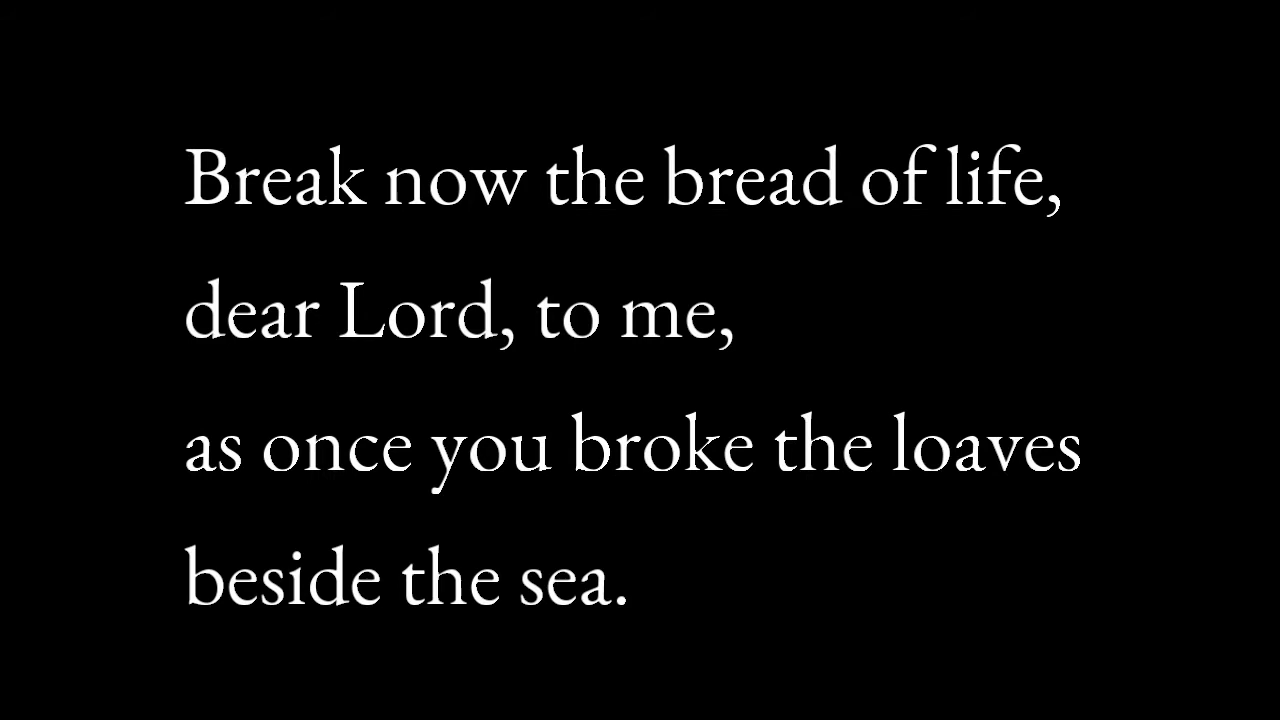 Break now the bread of life,
dear Lord, to me,
as once you broke the loaves
beside the sea.